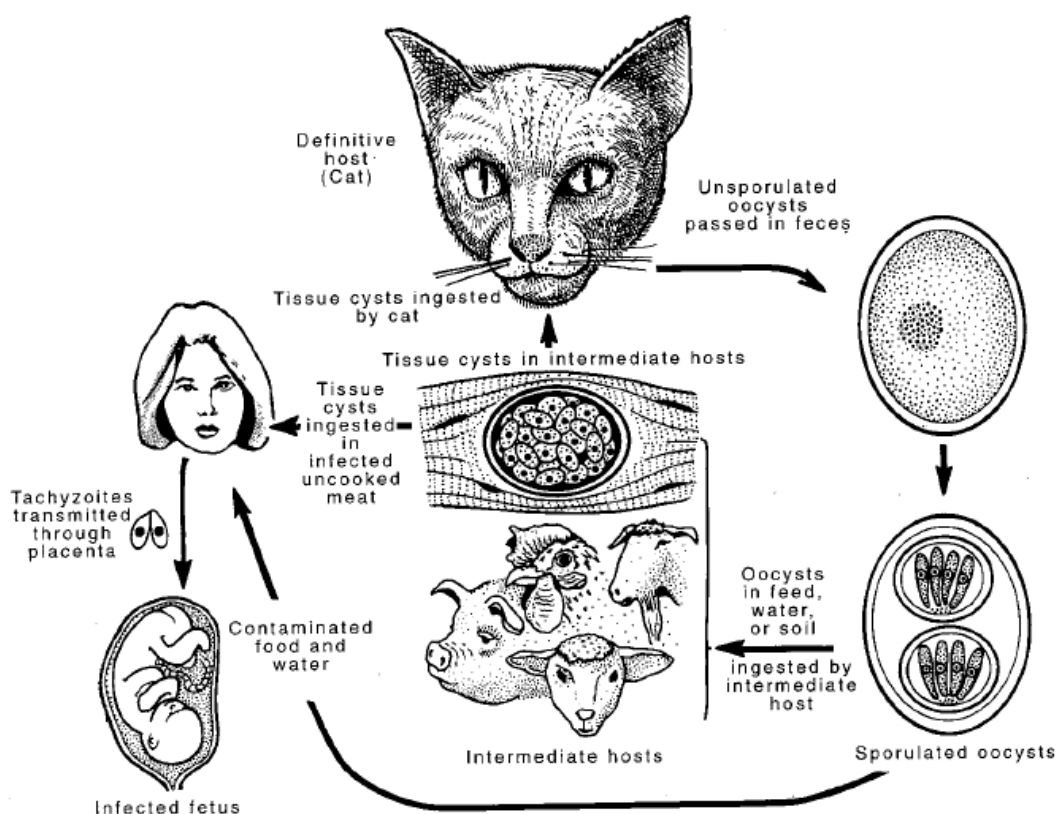 Definitive
host
(Cat)
Unsporulated
oocysts
passed in feces
Tissue cysts ingested
by cat
Tissue cysts in intermediate hosts
Tissue
cysts
ingested
in
infected
uncooked
meat
Tachyzoites
transmitted
through
placenta
Oocysts
in feed,
water,
or soil
ingested by
intermediate
host
Contaminated
food and
water
Intermediate hosts
Sporulated oocysts
Infected fetus